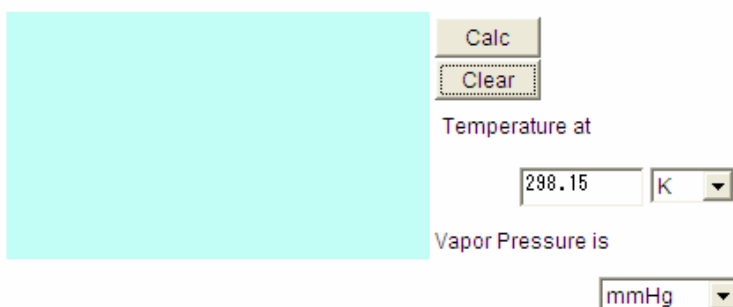 Calc
Clear
Temperature at
298.15 K
Vapor Pressure is
mmHg